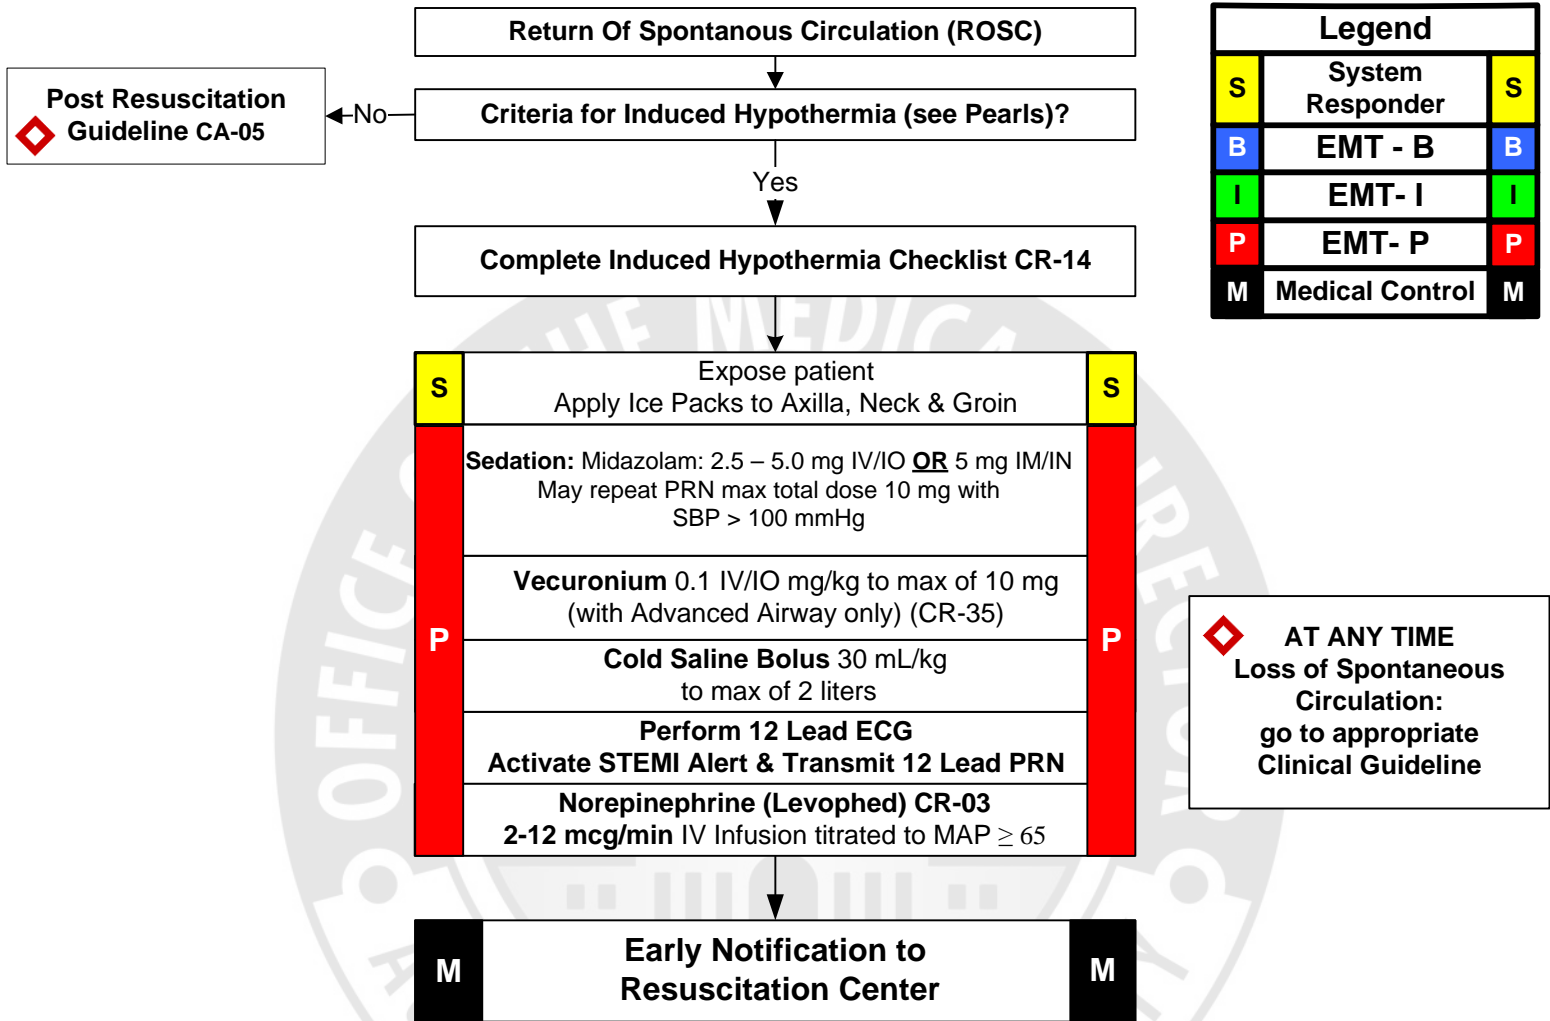 Return Of Spontanous Circulation (ROSC)
Criteria for Induced Hypothermia (see Pearls)?
No
Post Resuscitation
Guideline CA-05
Yes
Complete Induced Hypothermia Checklist CR-14
Legend
S System S
Responder
B EMT - B B
I EMT- I I
P EMT- P P
M Medical Control M
S Expose patient S
Apply Ice Packs to Axilla, Neck & Groin
Sedation: Midazolam: 2.5 – 5.0 mg IV/IO OR 5 mg IM/IN
May repeat PRN max total dose 10 mg with
SBP > 100 mmHg
Vecuronium 0.1 IV/IO mg/kg to max of 10 mg
(with Advanced Airway only) (CR-35)
P P
Cold Saline Bolus 30 mL/kg
to max of 2 liters
Perform 12 Lead ECG
Activate STEMI Alert & Transmit 12 Lead PRN
Norepinephrine (Levophed) CR-03
2-12 mcg/min IV Infusion titrated to MAP ≥ 65
AT ANY TIME
Loss of Spontaneous
Circulation:
go to appropriate
Clinical Guideline
M Early Notification to M
Resuscitation Center